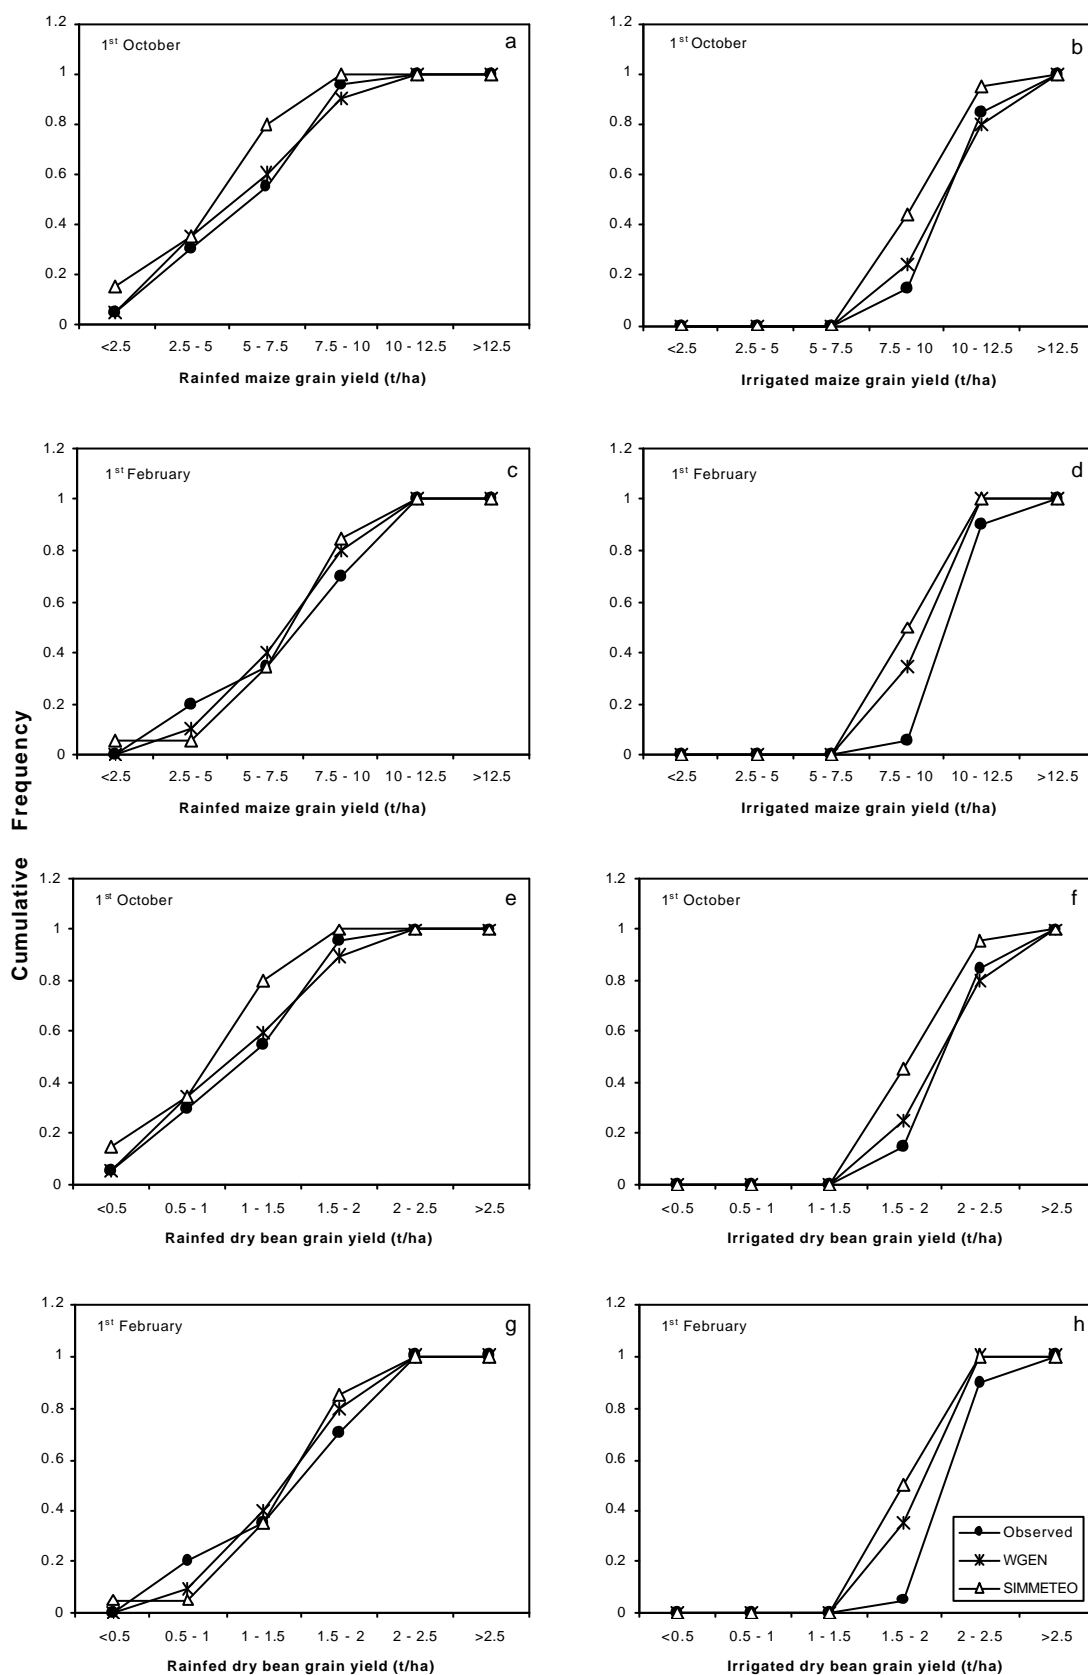 1.2
1
0.8
0.6
0.4
0.2
0
1st October
a
<2.5
2.5 - 5
5 - 7.5
7.5 - 10
10 - 12.5
>12.5
Rainfed maize grain yield (t/ha)
1.2
1
0.8
0.6
0.4
0.2
0
1st October
b
<2.5
2.5 - 5
5 - 7.5
7.5 - 10
10 - 12.5
>12.5
Irrigated maize grain yield (t/ha)
1.2
1
0.8
0.6
0.4
0.2
0
1st February
c
<2.5
2.5 - 5
5 - 7.5
7.5 - 10
10 - 12.5
>12.5
Rainfed maize grain yield (t/ha)
1.2
1
0.8
0.6
0.4
0.2
0
1st February
d
<2.5
2.5 - 5
5 - 7.5
7.5 - 10
10 - 12.5
>12.5
Irrigated maize grain yield (t/ha)
Cumulative Frequency
1.2
1
0.8
0.6
0.4
0.2
0
1st October
e
<0.5
0.5 - 1
1 - 1.5
1.5 - 2
2 - 2.5
>2.5
Rainfed dry bean grain yield (t/ha)
1.2
1
0.8
0.6
0.4
0.2
0
1st October
f
<0.5
0.5 - 1
1 - 1.5
1.5 - 2
2 - 2.5
>2.5
Irrigated dry bean grain yield (t/ha)
1.2
1
0.8
0.6
0.4
0.2
0
1st February
g
<0.5
0.5 - 1
1 - 1.5
1.5 - 2
2 - 2.5
>2.5
Rainfed dry bean grain yield (t/ha)
1.2
1
0.8
0.6
0.4
0.2
0
1st February
h
Observed
WGEN
SIMMETEO
<0.5
0.5 - 1
1 - 1.5
1.5 - 2
2 - 2.5
>2.5
Irrigated dry bean grain yield (t/ha)